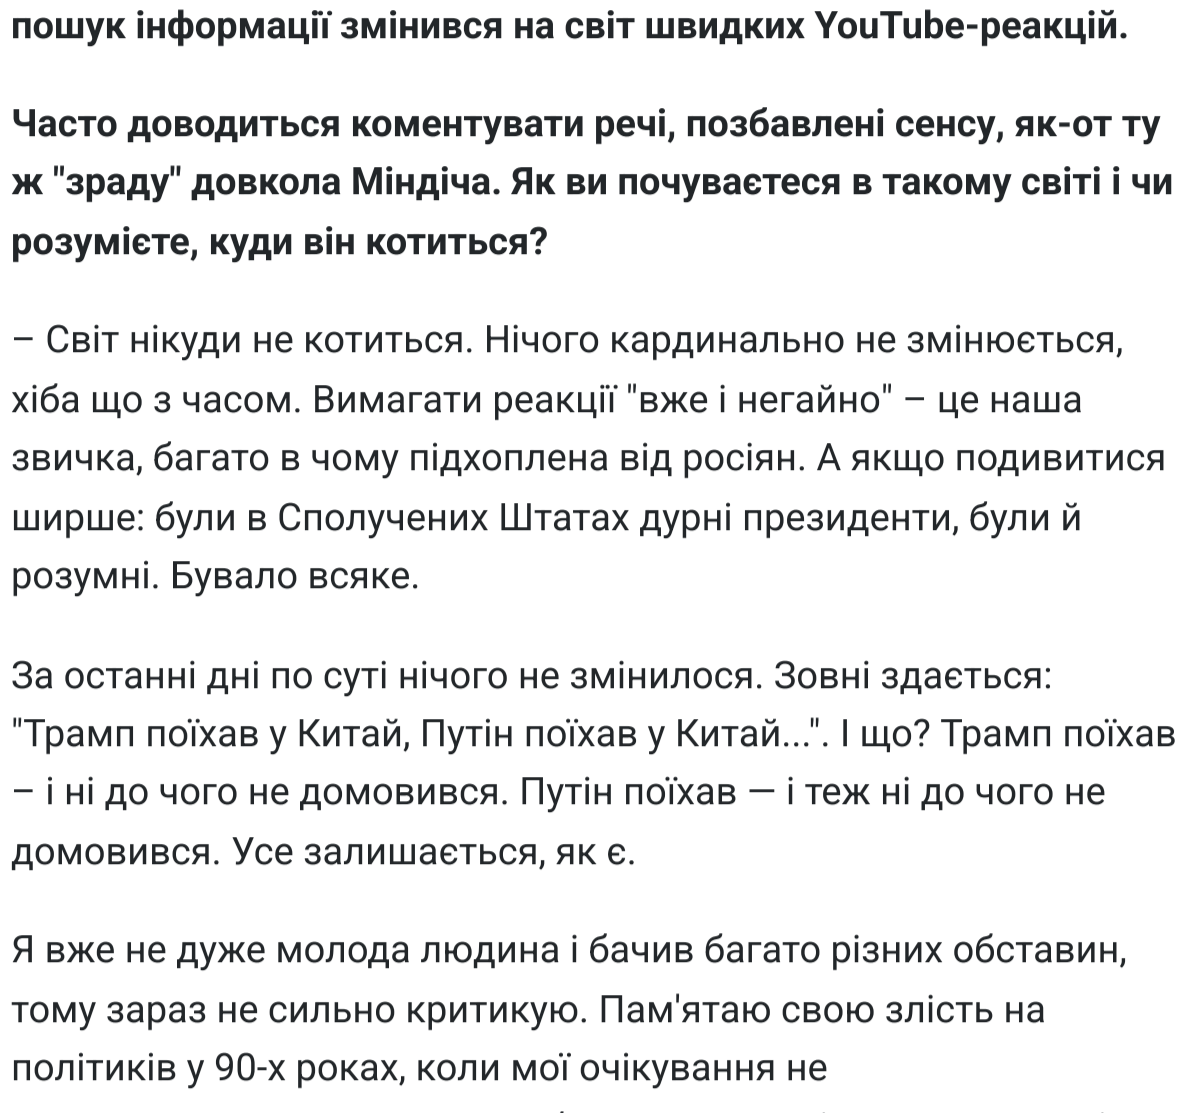 пошук інформації змінився на світ швидких YouTube-реакцій.
Часто доводиться коментувати речі, позбавлені сенсу, як-от ту
ж "зраду" довкола Міндіча. Як ви почуваєтеся в такому світі і чи
розумієте, куди він котиться?
– Світ нікуди не котиться. Нічого кардинально не змінюється,
хіба що з часом. Вимагати реакції "вже і негайно" – це наша
звичка, багато в чому підхоплена від росіян. А якщо подивитися
ширше: були в Сполучених Штатах дурні президенти, були й
розумні. Бувало всяке.
За останні дні по суті нічого не змінилося. Зовні здається:
"Трамп поїхав у Китай, Путін поїхав у Китай...". І що? Трамп поїхав
– і ні до чого не домовився. Путін поїхав — і теж ні до чого не
домовився. Усе залишається, як є.
Я вже не дуже молода людина і бачив багато різних обставин,
тому зараз не сильно критикую. Пам'ятаю свою злість на
політиків у 90-х роках, коли мої очікування не